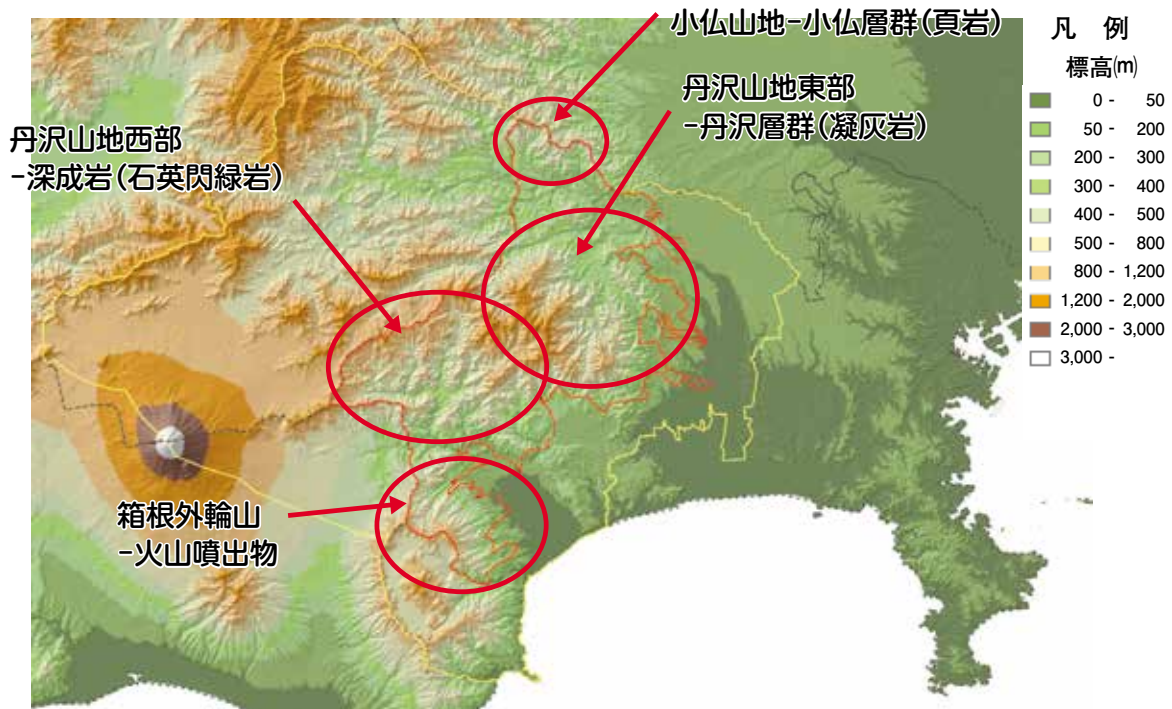 小仏山地-小仏層群(頁岩)
丹沢山地東部
-丹沢層群(凝灰岩)
丹沢山地西部
-深成岩(石英閃緑岩)
箱根外輪山
-火山噴出物
凡 例
標高(m)
0 - 50
50 - 200
200 - 300
300 - 400
400 - 500
500 - 800
800 - 1,200
1,200 - 2,000
2,000 - 3,000
3,000 -